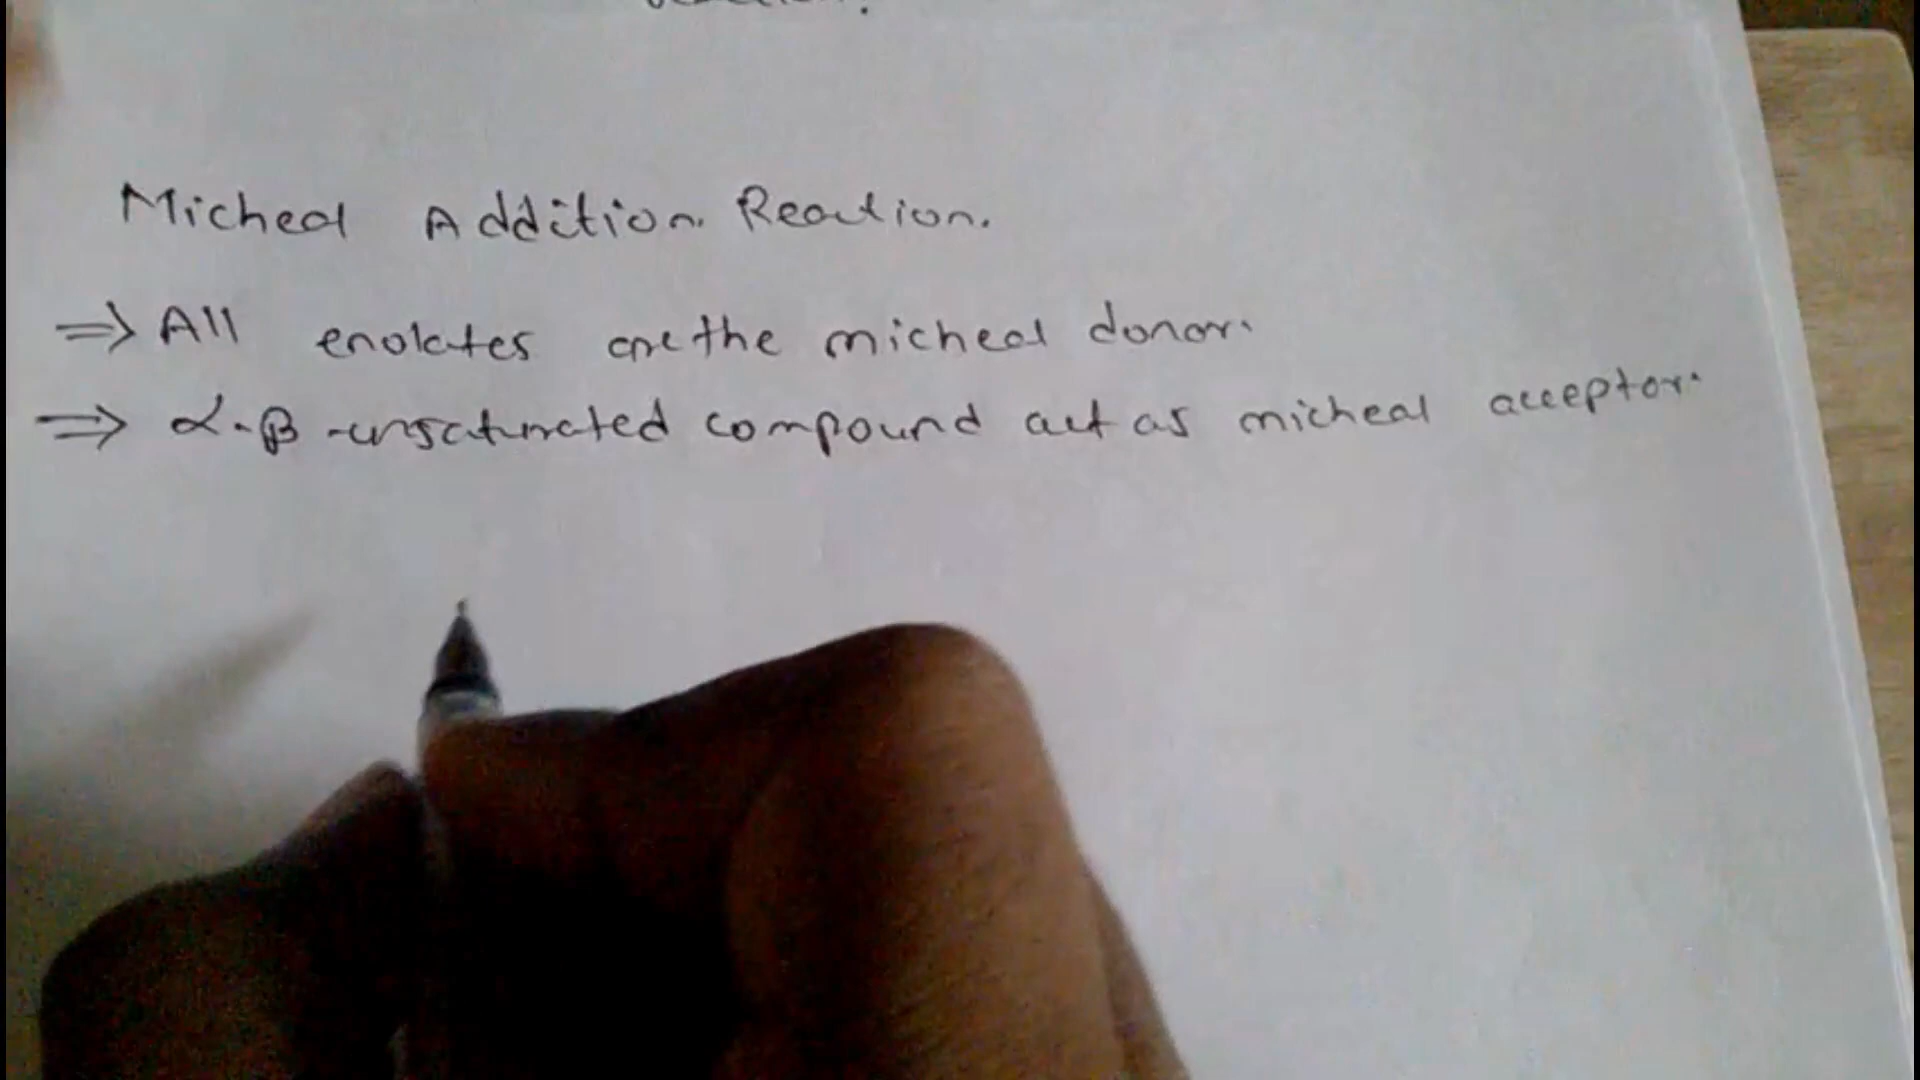 Micheal Addition Reaction.
⇒ All enolates are the micheal donor.
⇒ α-β-unsaturated compound act as micheal acceptor.